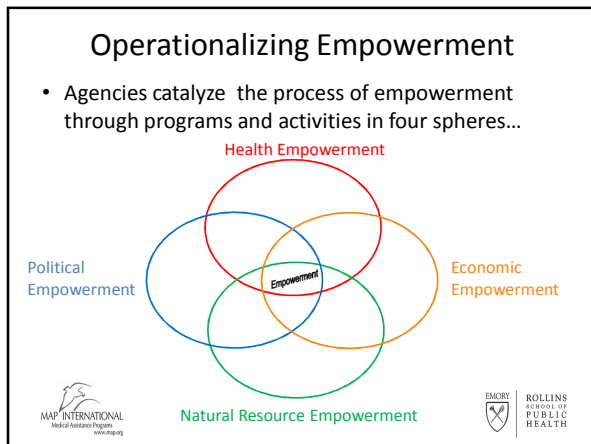 Operationalizing Empowerment
• Agencies catalyze  the process of empowerment
through programs and activities in four spheres…
Health Empowerment
Political
Empowerment
Empowerment
Economic
Empowerment
Natural Resource Empowerment
MAP INTERNATIONAL
Medical Assistance Programs
www.map.org
EMORY
ROLLINS
SCHOOL OF
PUBLIC
HEALTH